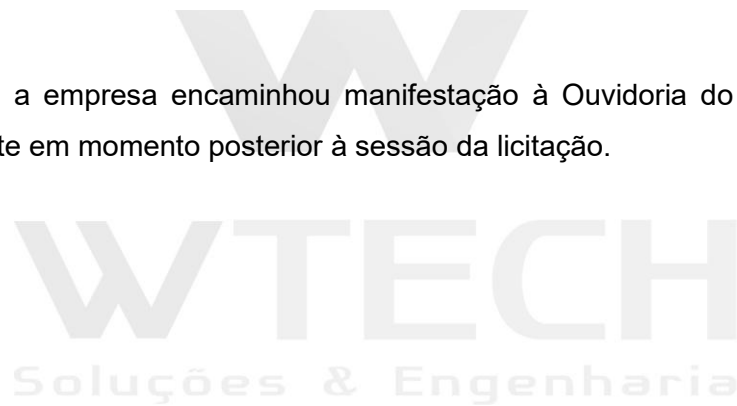 a empresa encaminhou manifestação à Ouvidoria do
te em momento posterior à sessão da licitação.
W
WTECH
Soluções & Engenharia